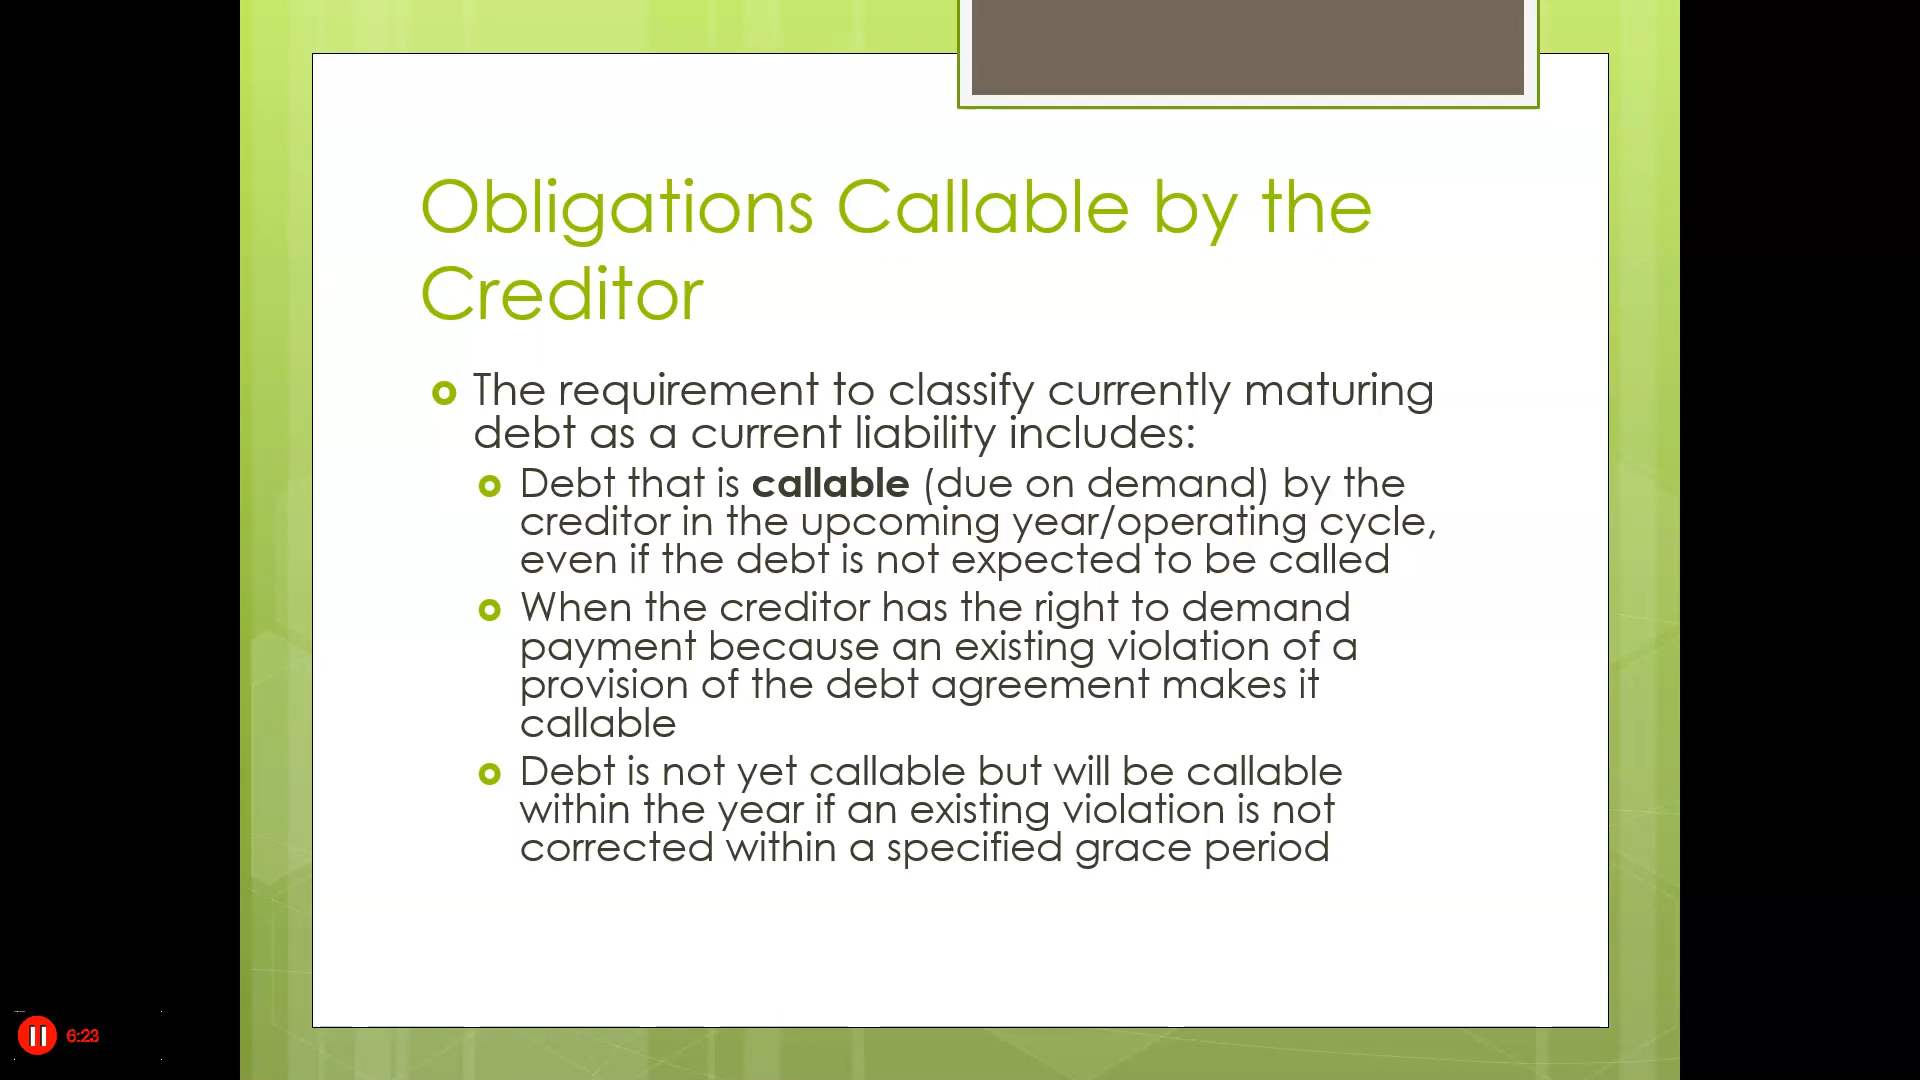 Obligations Callable by the
Creditor
The requirement to classify currently maturing
debt as a current liability includes:
Debt that is callable (due on demand) by the
creditor in the upcoming year/operating cycle,
even if the debt is not expected to be called
When the creditor has the right to demand
payment because an existing violation of a
provision of the debt agreement makes it
callable
Debt is not yet callable but will be callable
within the year if an existing violation is not
corrected within a specified grace period
6:23